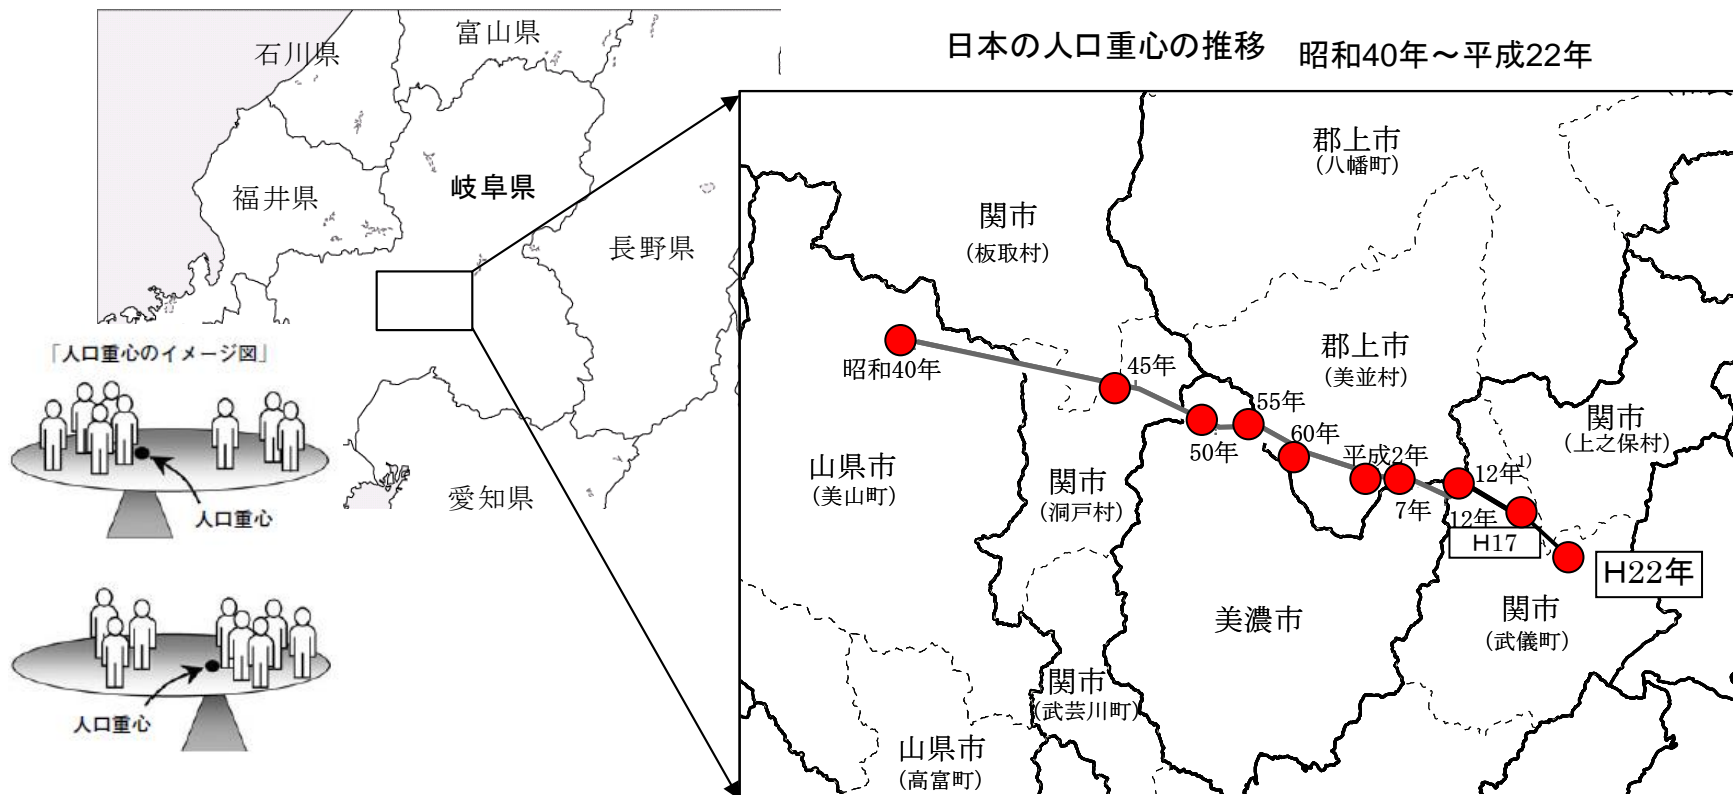 日本の人口重心の推移 昭和40年～平成22年
石川県
富山県
福井県
岐阜県
長野県
愛知県
「人口重心のイメージ図」
人口重心
人口重心
郡上市
(八幡町)
関市
(板取村)
郡上市
(美並村)
関市
(上之保村)
山県市
(美山町)
関市
(洞戸村)
美濃市
関市
(武儀町)
関市
(武芸川町)
山県市
(高富町)
昭和40年
45年
50年
55年
60年
平成2年
7年
12年1)
12年
H17
H22年